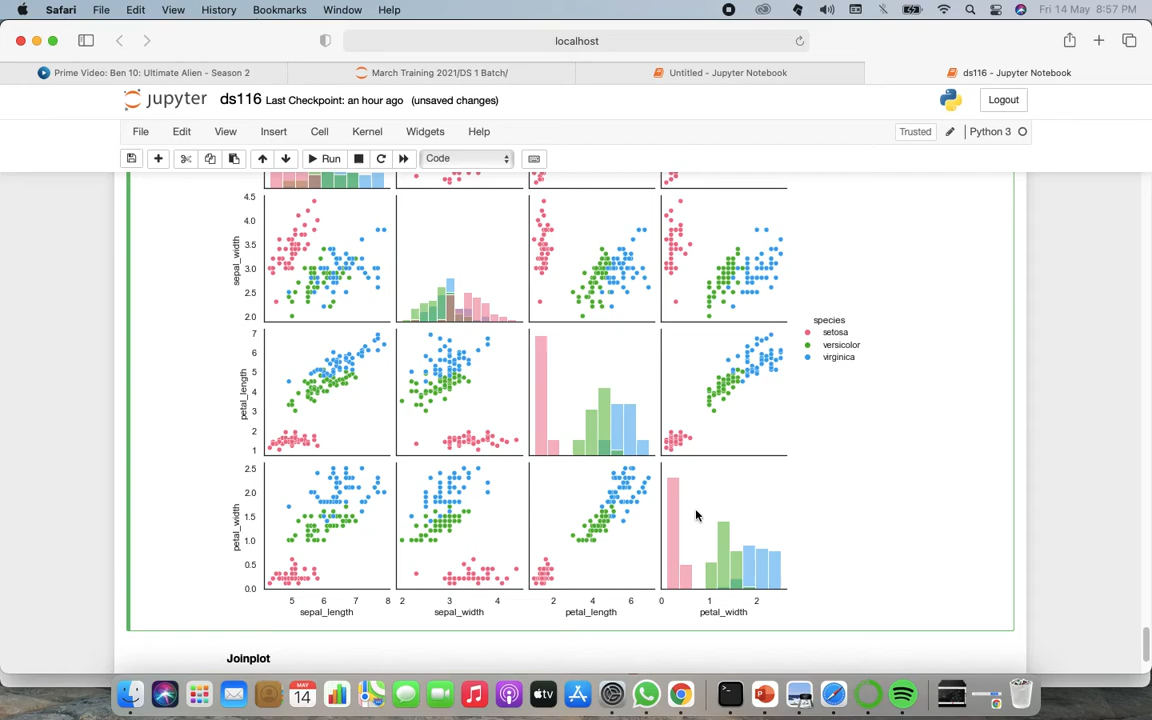 Safari File Edit View History Bookmarks Window Help Fri 14 May 8:57 PM
localhost
Prime Video: Ben 10: Ultimate Alien - Season 2 March Training 2021/DS 1 Batch/ Untitled - Jupyter Notebook ds116 - Jupyter Notebook
jupyter ds116 Last Checkpoint: an hour ago (unsaved changes) Logout
File Edit View Insert Cell Kernel Widgets Help Trusted Python 3
Run Code
4.5
4.0
3.5
3.0
2.5
2.0
sepal_width
7
6
5
4
3
2
1
petal_length
2.5
2.0
1.5
1.0
0.5
0.0
petal_width
5 6 7 8 2 3 4 2 4 6 0 1 2
sepal_length sepal_width petal_length petal_width
species
setosa
versicolor
virginica
Joinplot
MAY
14
tv